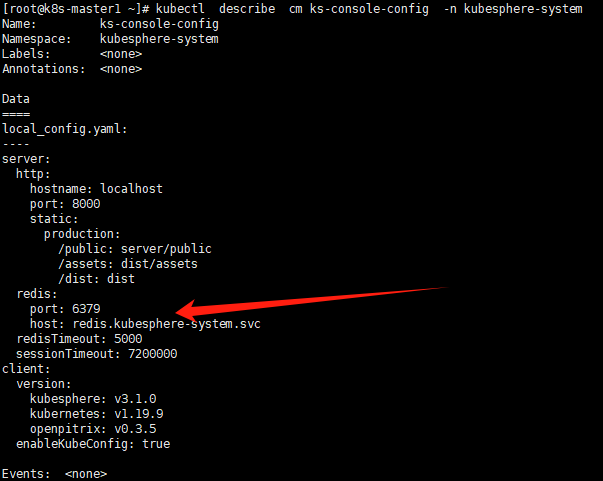 [root@k8s-master1 ~]# kubectl  describe  cm ks-console-config  -n kubesphere-system
Name:         ks-console-config
Namespace:    kubesphere-system
Labels:       <none>
Annotations:  <none>

Data
====
local_config.yaml:
----
server:
  http:
    hostname: localhost
    port: 8000
    static:
      production:
        /public: server/public
        /assets: dist/assets
        /dist: dist
  redis:
    port: 6379
    host: redis.kubesphere-system.svc
  redisTimeout: 5000
  sessionTimeout: 7200000
client:
  version:
    kubesphere: v3.1.0
    kubernetes: v1.19.9
    openpitrix: v0.3.5
  enableKubeConfig: true

Events:  <none>